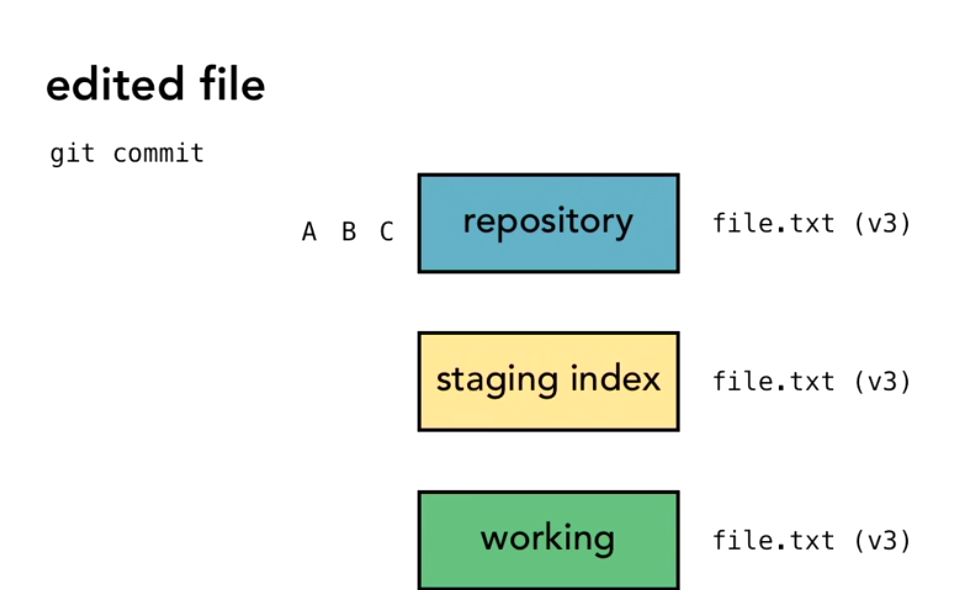 edited file
git commit
A B C
repository
file.txt (v3)
staging index
file.txt (v3)
working
file.txt (v3)